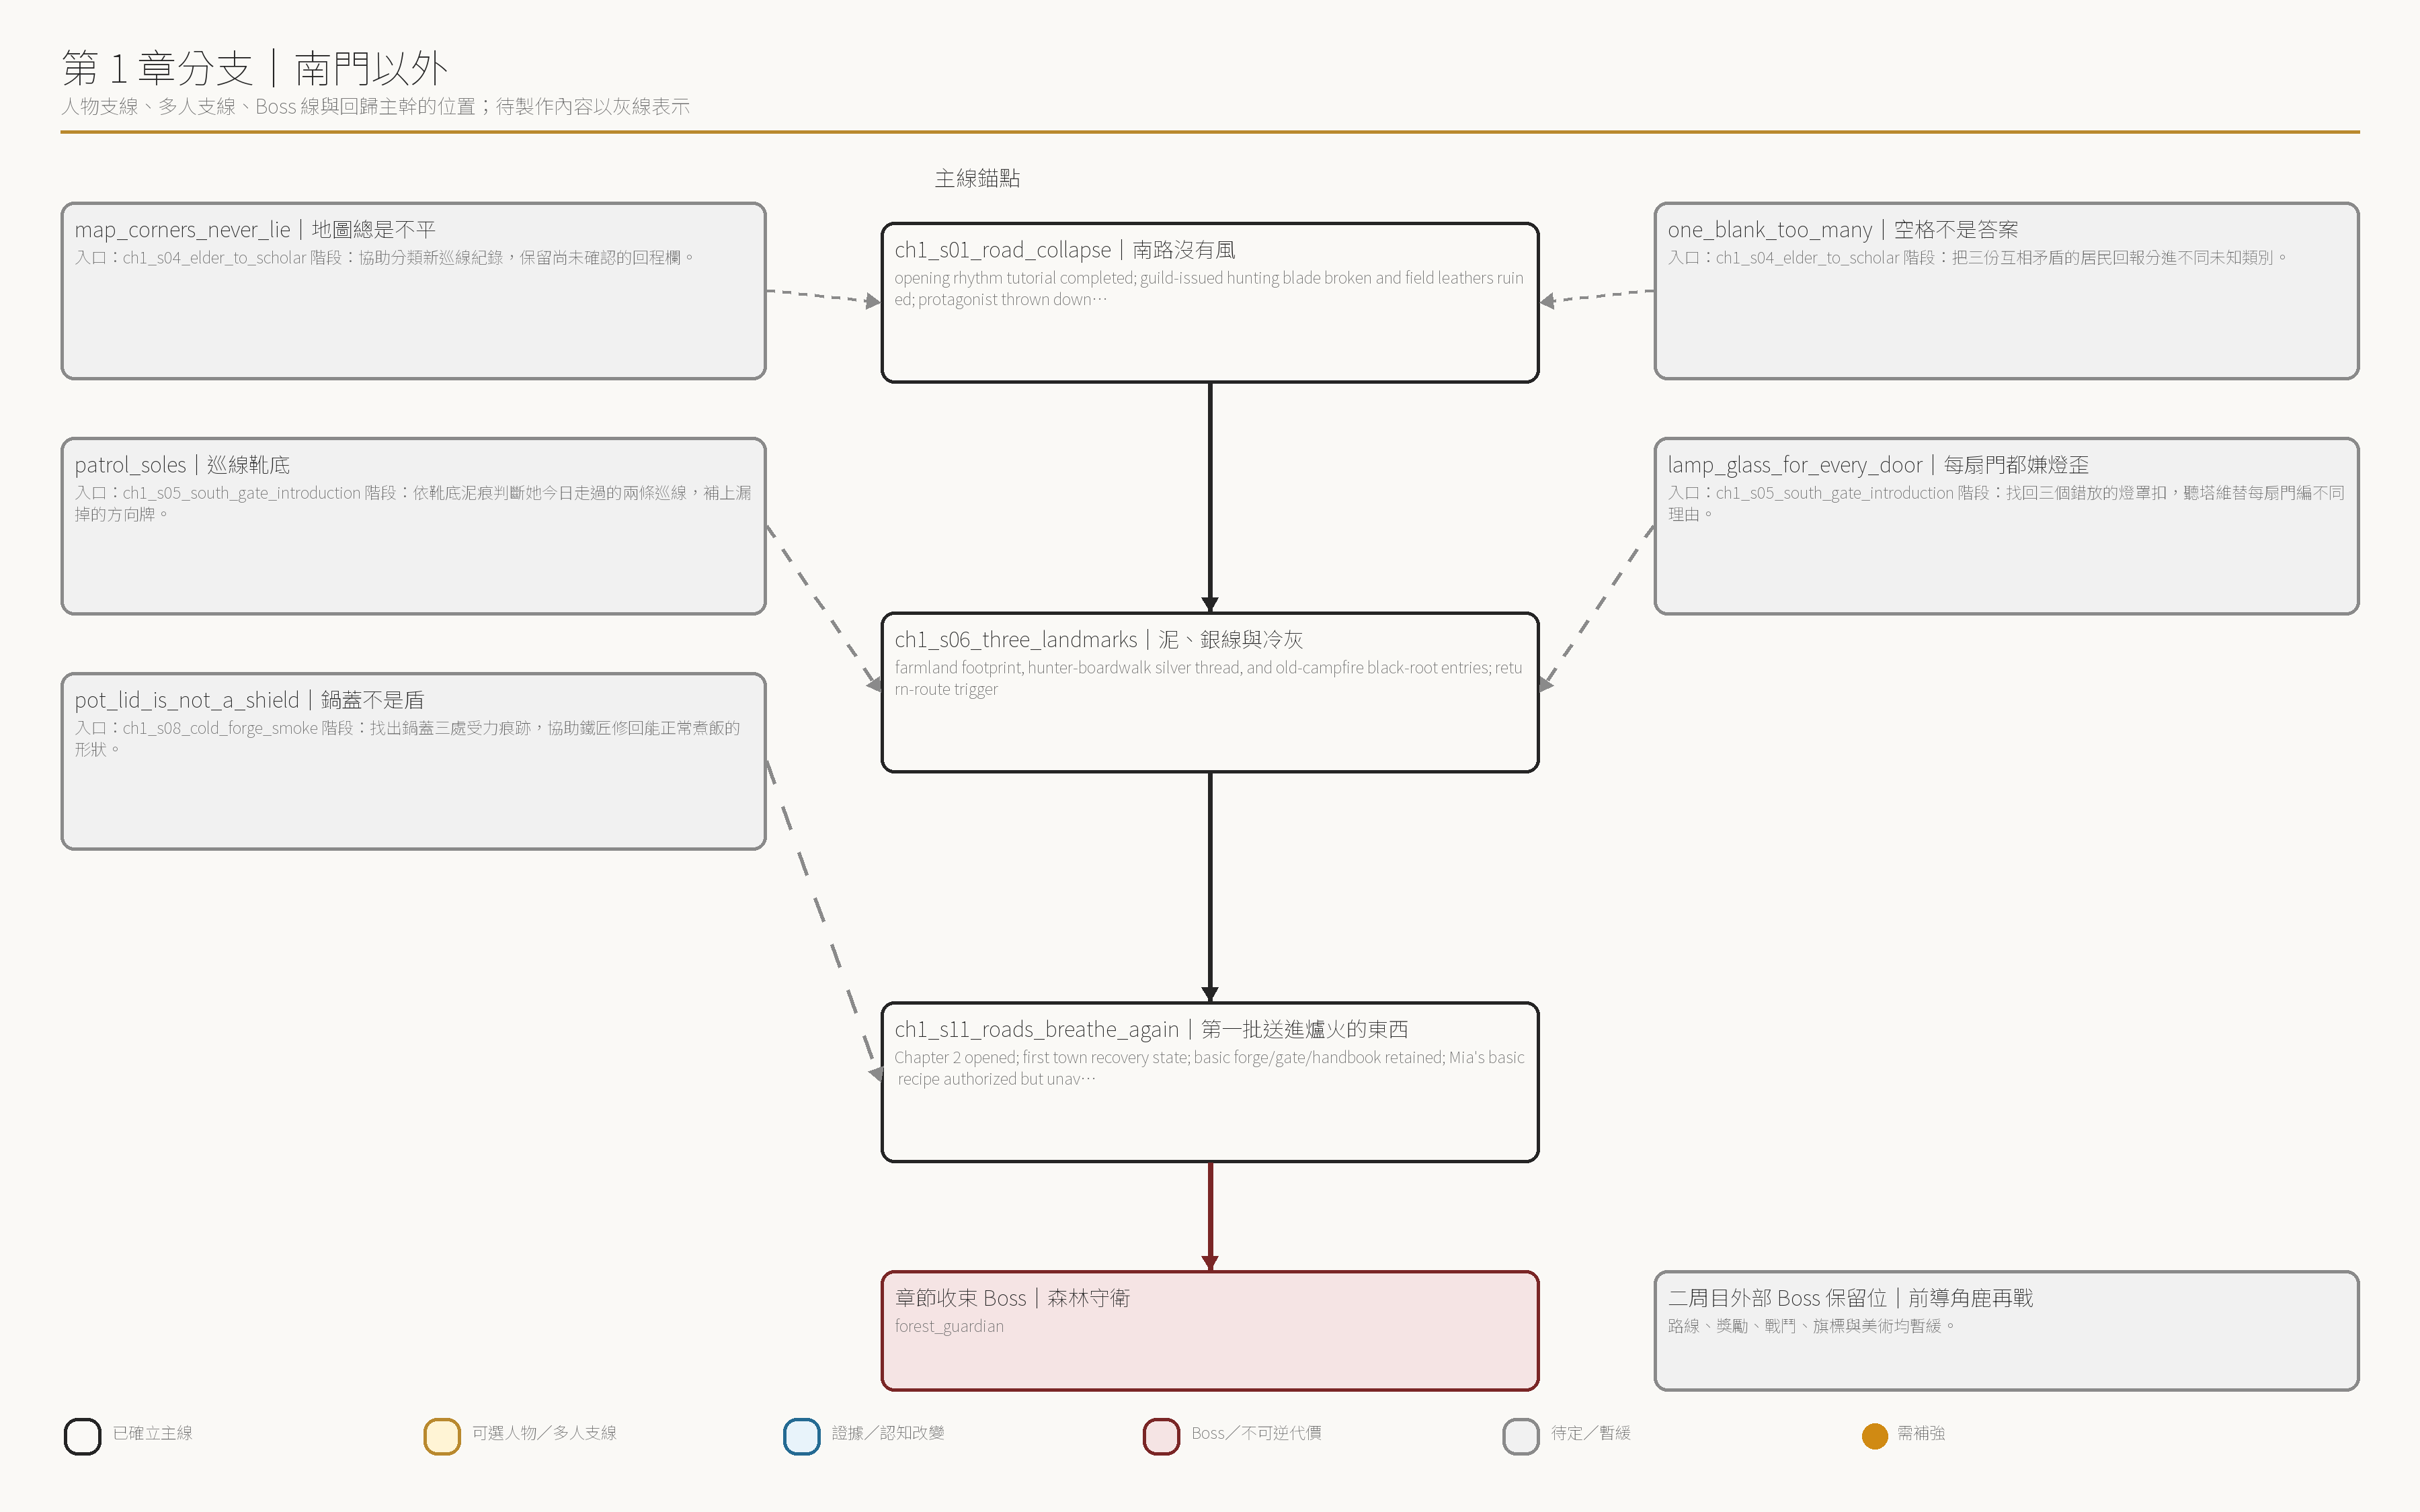 第 1 章分支｜南門以外
人物支線、多人支線、Boss 線與回歸主幹的位置；待製作內容以灰線表示
主線錨點
map_corners_never_lie｜地圖總是不平
入口：ch1_s04_elder_to_scholar 階段：協助分類新巡線紀錄，保留尚未確認的回程欄。
ch1_s01_road_collapse｜南路沒有風
opening rhythm tutorial completed; guild-issued hunting blade broken and field leathers ruin
ed; protagonist thrown down…
one_blank_too_many｜空格不是答案
入口：ch1_s04_elder_to_scholar 階段：把三份互相矛盾的居民回報分進不同未知類別。
patrol_soles｜巡線靴底
入口：ch1_s05_south_gate_introduction 階段：依靴底泥痕判斷她今日走過的兩條巡線，補上漏
掉的方向牌。
lamp_glass_for_every_door｜每扇門都嫌燈歪
入口：ch1_s05_south_gate_introduction 階段：找回三個錯放的燈罩扣，聽塔維替每扇門編不同
理由。
ch1_s06_three_landmarks｜泥、銀線與冷灰
farmland footprint, hunter-boardwalk silver thread, and old-campfire black-root entries; retu
rn-route trigger
pot_lid_is_not_a_shield｜鍋蓋不是盾
入口：ch1_s08_cold_forge_smoke 階段：找出鍋蓋三處受力痕跡，協助鐵匠修回能正常煮飯的
形狀。
ch1_s11_roads_breathe_again｜第一批送進爐火的東西
Chapter 2 opened; first town recovery state; basic forge/gate/handbook retained; Mia's basic
recipe authorized but unav…
章節收束 Boss｜森林守衛
forest_guardian
二周目外部 Boss 保留位｜前導角鹿再戰
路線、獎勵、戰鬥、旗標與美術均暫緩。
已確立主線
可選人物／多人支線
證據／認知改變
Boss／不可逆代價
待定／暫緩
需補強